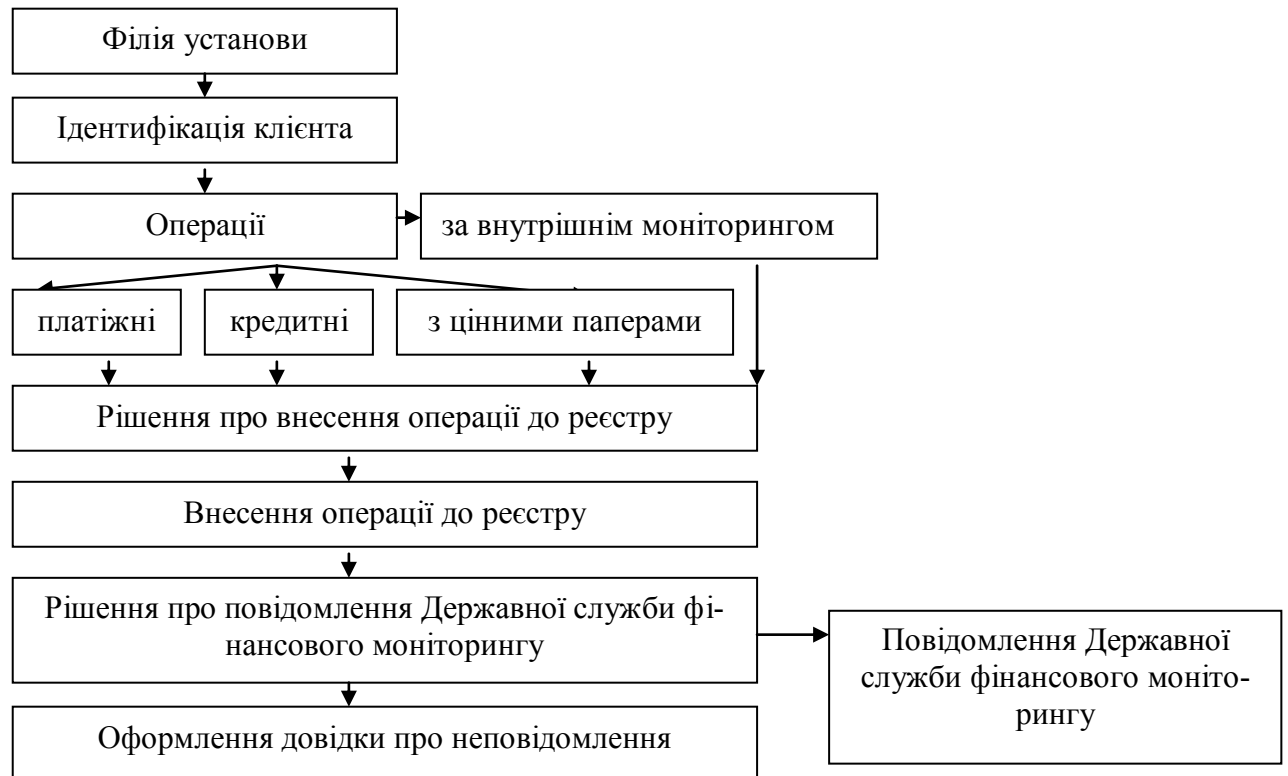 Філія установи
Ідентифікація клієнта
Операції
за внутрішнім моніторингом
платіжні
кредитні
з цінними паперами
Рішення про внесення операції до реєстру
Внесення операції до реєстру
Рішення про повідомлення Державної служби фі-
нансового моніторингу
Повідомлення Державної
служби фінансового моніто-
рингу
Оформлення довідки про неповідомлення